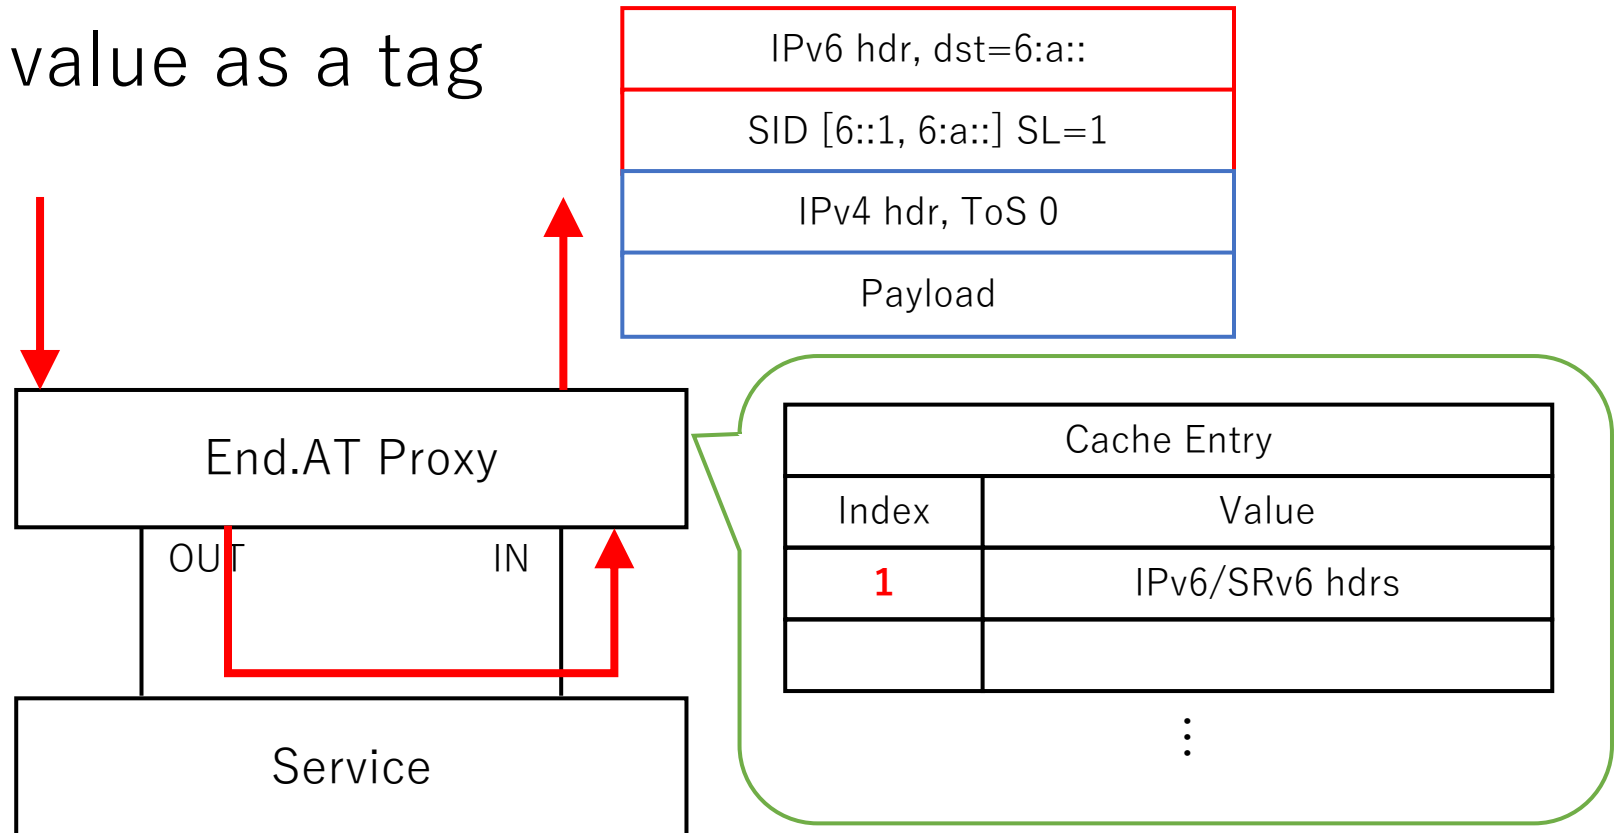 value as a tag
IPv6 hdr, dst=6:a::
SID [6::1, 6:a::] SL=1
IPv4 hdr, ToS 0
Payload
End.AT Proxy
OUT
IN
Service
Cache Entry
Index
Value
1
IPv6/SRv6 hdrs
⋮